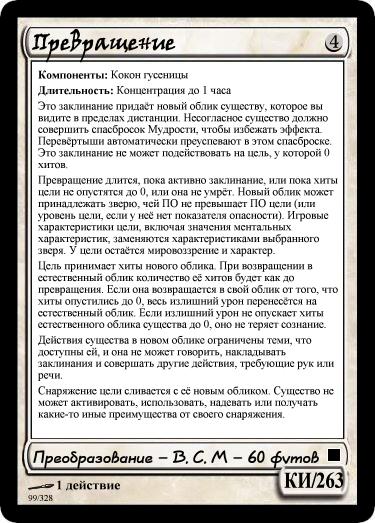 Превращение
4
Компоненты: Кокон гусеницы
Длительность: Концентрация до 1 часа
Это заклинание придаёт новый облик существу, которое вы
видите в пределах дистанции. Несогласное существо должно
совершить спасбросок Мудрости, чтобы избежать эффекта.
Перевёртыши автоматически преуспевают в этом спасброске.
Это заклинание не может подействовать на цель, у которой 0
хитов.
Превращение длится, пока активно заклинание, или пока хиты
цели не опустятся до 0, или она не умрёт. Новый облик может
принадлежать зверю, чей ПО не превышает ПО цели (или
уровень цели, если у неё нет показателя опасности). Игровые
характеристики цели, включая значения ментальных
характеристик, заменяются характеристиками выбранного
зверя. У цели остаётся мировоззрение и характер.
Цель принимает хиты нового облика. При возвращении в
естественный облик количество её хитов будет как до
превращения. Если она возвращается в свой облик от того, что
хиты опустились до 0, весь излишний урон перенесётся на
естественный облик. Если излишний урон не опускает хиты
естественного облика существа до 0, оно не теряет сознание.
Действия существа в новом облике ограничены теми, что
доступны ей, и она не может говорить, накладывать
заклинания и совершать другие действия, требующие рук или
речи.
Снаряжение цели сливается с её новым обликом. Существо не
может активировать, использовать, надевать или получать
какие-то иные преимущества от своего снаряжения.
Преобразование – В, С, М – 60 футов
КИ/263
1 действие
99/328